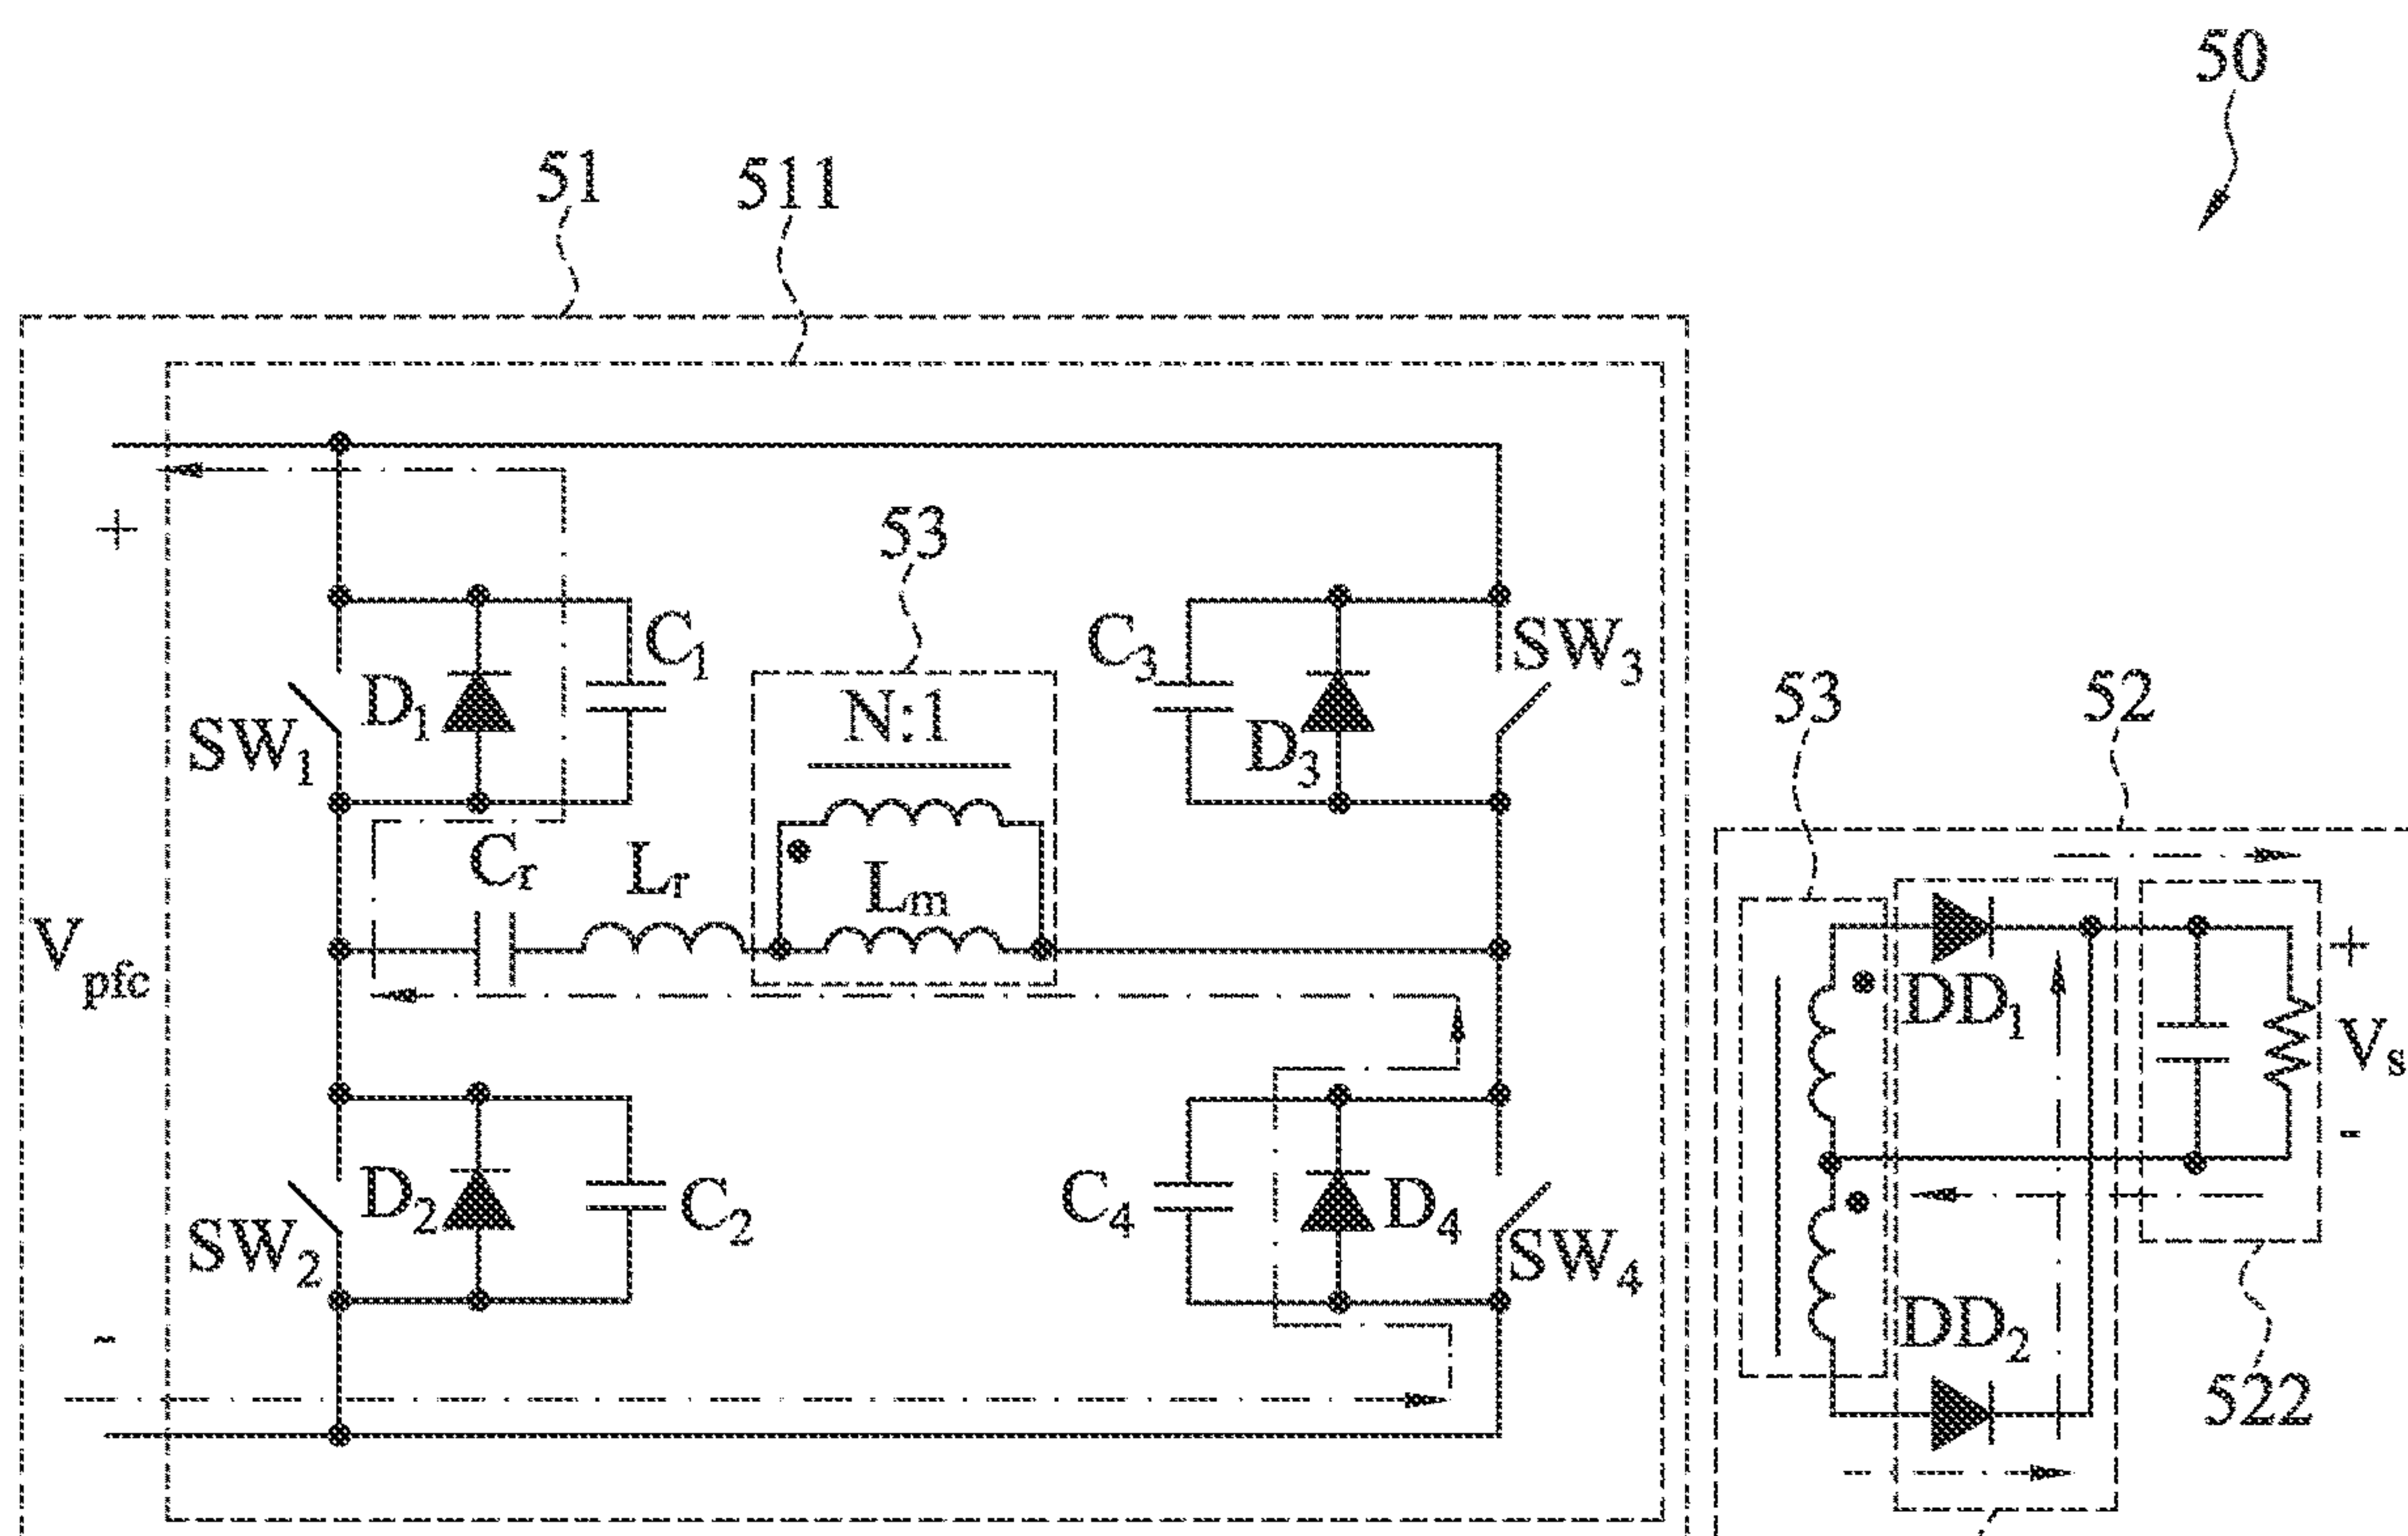 50
51
511
+
53
C1
C3
SW3
D1
N:1
D3
SW1
53
52
Cr
Lr
Lm
Vpfc
DD1
+
Vs
-
D2
C2
C4
D4
SW2
SW4
DD2
-
522